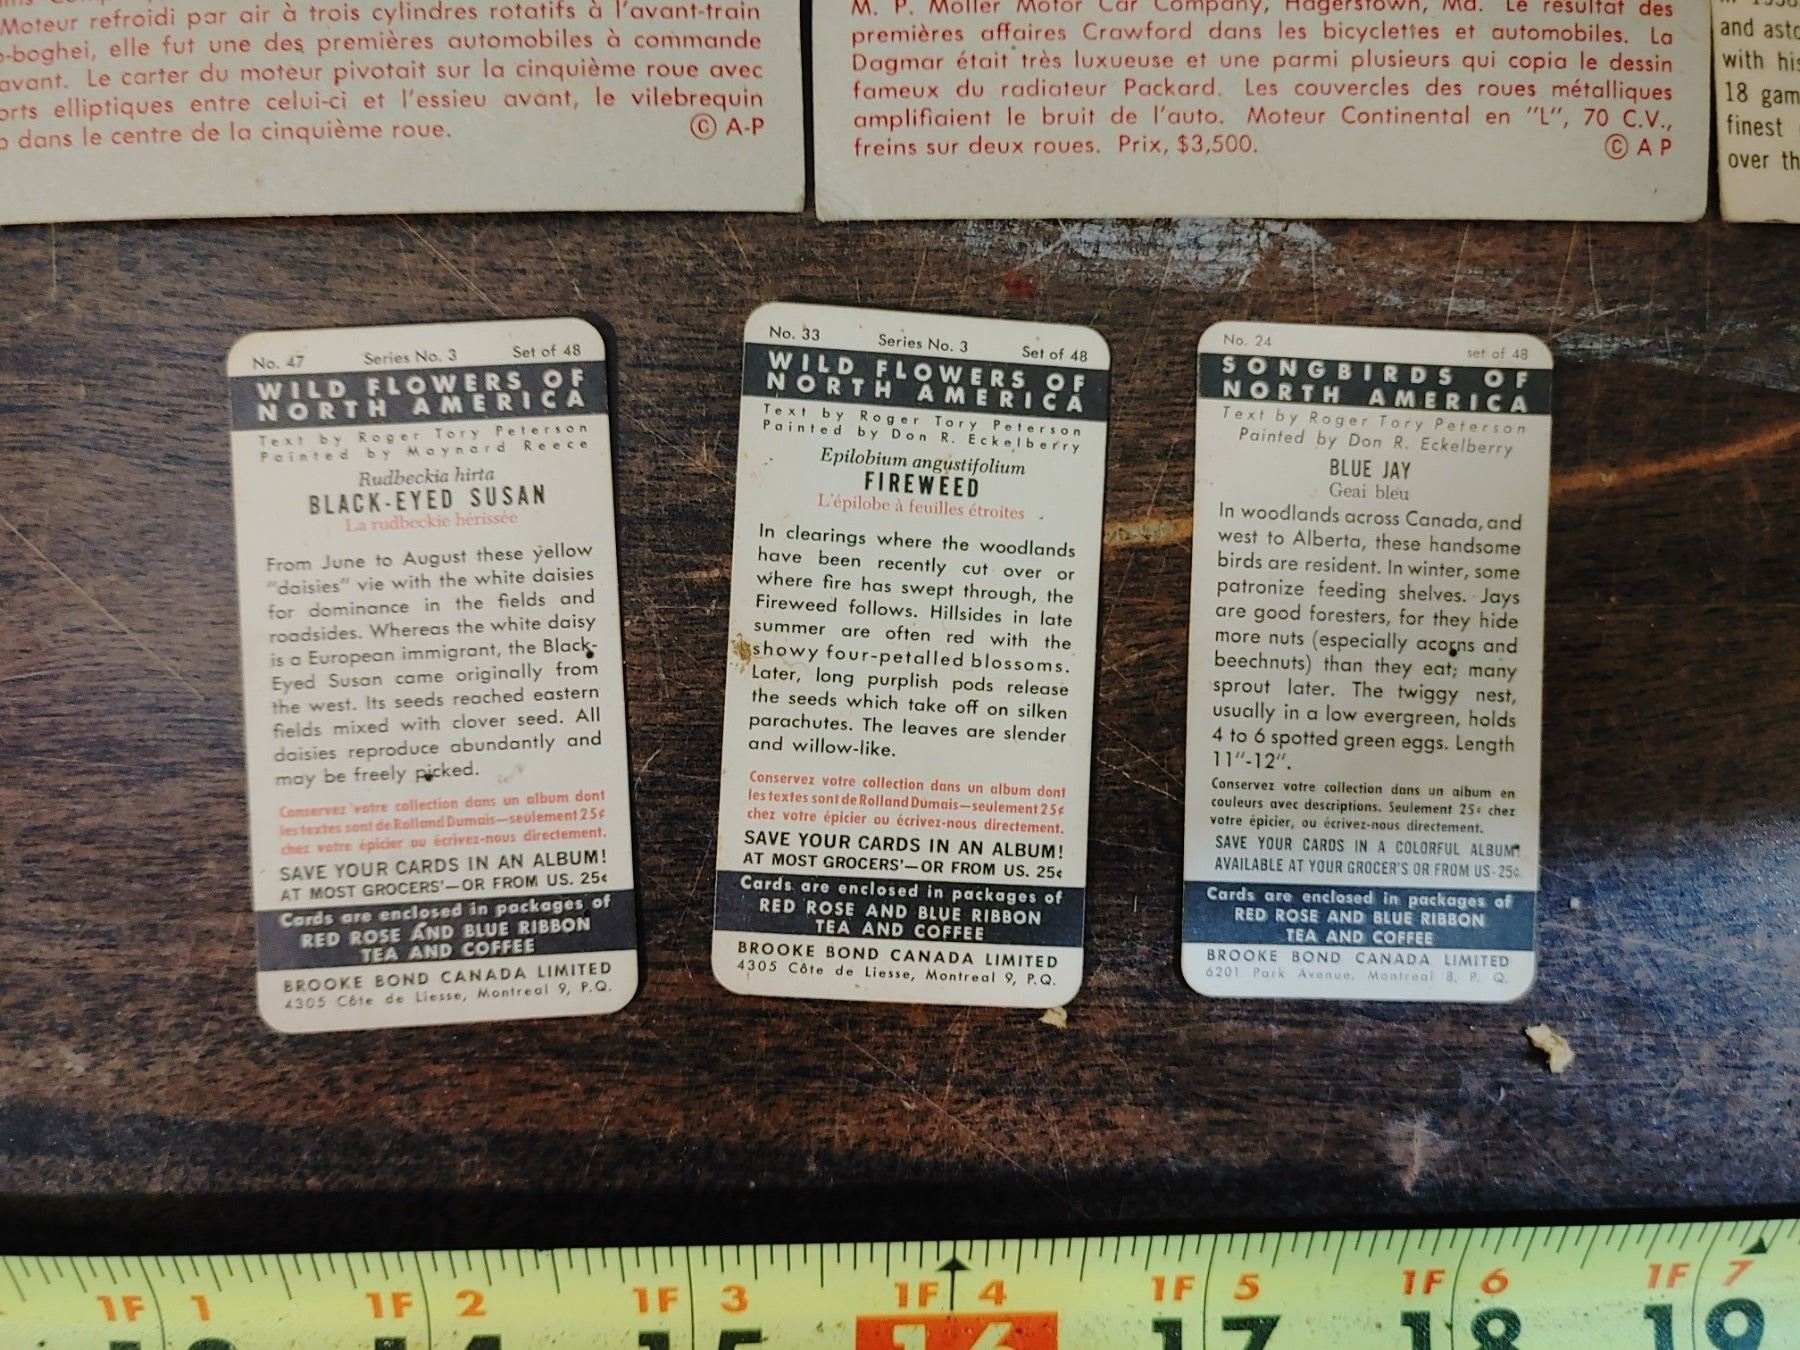 Moteur refroidi par air à trois cylindres rotatifs à l'avant-train
-boghei, elle fut une des premières automobiles à commande
avant. Le carter du moteur pivotait sur la cinquième roue avec
orts elliptiques entre celui-ci et l'essieu avant, le vilebrequin
dans le centre de la cinquième roue.
© A-P
M. P. Moller Motor Car Company, Hagerstown, Md. Le résultat des
premières affaires Crawford dans les bicyclettes et automobiles. La
Dagmar était très luxueuse et une parmi plusieurs qui copia le dessin
fameux du radiateur Packard. Les couvercles des roues métalliques
amplifiaient le bruit de l'auto. Moteur Continental en "L", 70 C.V.,
freins sur deux roues. Prix, $3,500.
© A P
and asto
with his
18 gam
finest
over th
No. 47 Series No. 3 Set of 48
WILD FLOWERS OF
NORTH AMERICA
Text by Roger Tory Peterson
Painted by Maynard Reece
Rudbeckia hirta
BLACK-EYED SUSAN
La rudbeckie hérissée
From June to August these yellow
"daisies" vie with the white daisies
for dominance in the fields and
roadsides. Whereas the white daisy
is a European immigrant, the Black-
Eyed Susan came originally from
the west. Its seeds reached eastern
fields mixed with clover seed. All
daisies reproduce abundantly and
may be freely picked.
Conservez votre collection dans un album dont
les textes sont de Rolland Dumais—seulement 25¢
chez votre épicier ou écrivez-nous directement.
SAVE YOUR CARDS IN AN ALBUM!
AT MOST GROCERS'—OR FROM US. 25¢
Cards are enclosed in packages of
RED ROSE AND BLUE RIBBON
TEA AND COFFEE
BROOKE BOND CANADA LIMITED
4305 Côte de Liesse, Montreal 9, P.Q.
No. 33 Series No. 3 Set of 48
WILD FLOWERS OF
NORTH AMERICA
Text by Roger Tory Peterson
Painted by Don R. Eckelberry
Epilobium angustifolium
FIREWEED
L'épilobe à feuilles étroites
In clearings where the woodlands
have been recently cut over or
where fire has swept through, the
Fireweed follows. Hillsides in late
summer are often red with the
showy four-petalled blossoms.
Later, long purplish pods release
the seeds which take off on silken
parachutes. The leaves are slender
and willow-like.
Conservez votre collection dans un album dont
les textes sont de Rolland Dumais—seulement 25¢
chez votre épicier ou écrivez-nous directement.
SAVE YOUR CARDS IN AN ALBUM!
AT MOST GROCERS'—OR FROM US. 25¢
Cards are enclosed in packages of
RED ROSE AND BLUE RIBBON
TEA AND COFFEE
BROOKE BOND CANADA LIMITED
4305 Côte de Liesse, Montreal 9, P.Q.
No. 24 set of 48
SONGBIRDS OF
NORTH AMERICA
Text by Roger Tory Peterson
Painted by Don R. Eckelberry
BLUE JAY
Geai bleu
In woodlands across Canada, and
west to Alberta, these handsome
birds are resident. In winter, some
patronize feeding shelves. Jays
are good foresters, for they hide
more nuts (especially acorns and
beechnuts) than they eat; many
sprout later. The twiggy nest,
usually in a low evergreen, holds
4 to 6 spotted green eggs. Length
11"-12".
Conservez votre collection dans un album en
couleurs avec descriptions. Seulement 25¢ chez
votre épicier, ou écrivez-nous directement.
SAVE YOUR CARDS IN A COLORFUL ALBUM!
AVAILABLE AT YOUR GROCER'S OR FROM US-25¢
Cards are enclosed in packages of
RED ROSE AND BLUE RIBBON
TEA AND COFFEE
BROOKE BOND CANADA LIMITED
6201 Park Avenue, Montreal 8, P. Q.
1F 1 1F 2 1F 3 1F 4 1F 5 1F 6 1F 7
14 15 16 17 18 19